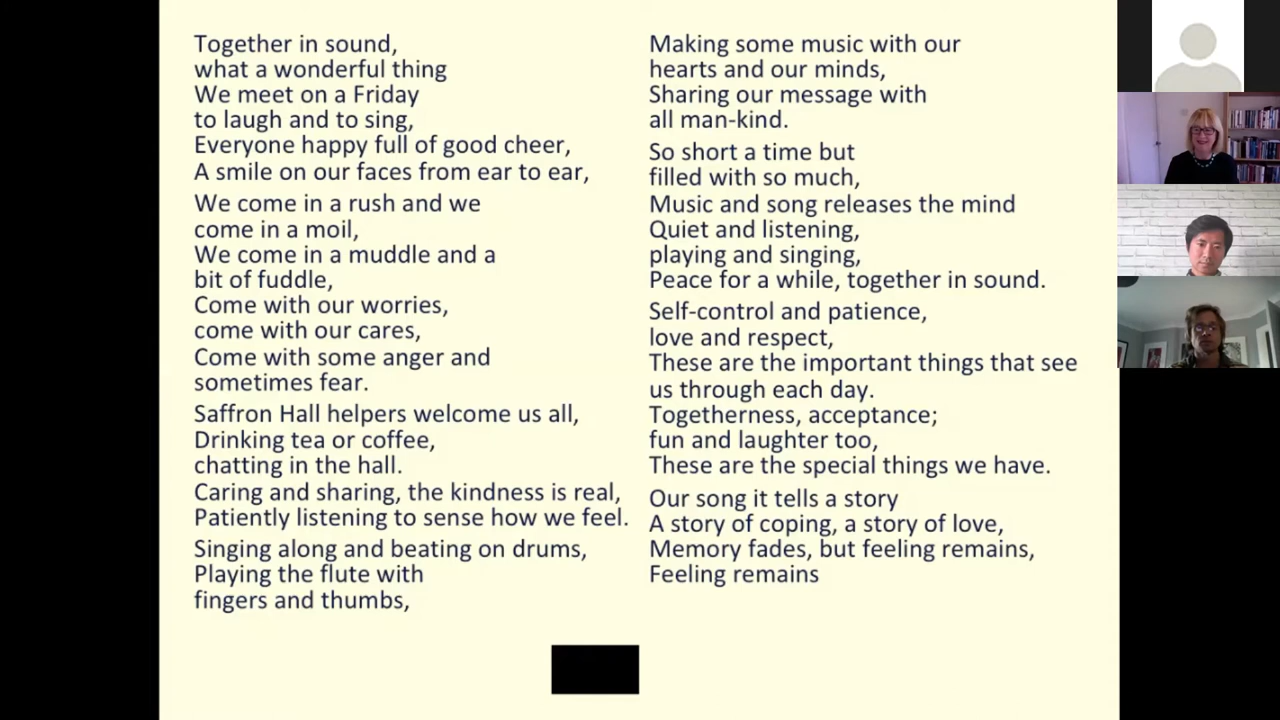 Together in sound,
what a wonderful thing
We meet on a Friday
to laugh and to sing,
Everyone happy full of good cheer,
A smile on our faces from ear to ear,
We come in a rush and we
come in a moil,
We come in a muddle and a
bit of fuddle,
Come with our worries,
come with our cares,
Come with some anger and
sometimes fear.
Saffron Hall helpers welcome us all,
Drinking tea or coffee,
chatting in the hall.
Caring and sharing, the kindness is real,
Patiently listening to sense how we feel.
Singing along and beating on drums,
Playing the flute with
fingers and thumbs,
Making some music with our
hearts and our minds,
Sharing our message with
all man-kind.
So short a time but
filled with so much,
Music and song releases the mind
Quiet and listening,
playing and singing,
Peace for a while, together in sound.
Self-control and patience,
love and respect,
These are the important things that see
us through each day.
Togetherness, acceptance;
fun and laughter too,
These are the special things we have.
Our song it tells a story
A story of coping, a story of love,
Memory fades, but feeling remains,
Feeling remains